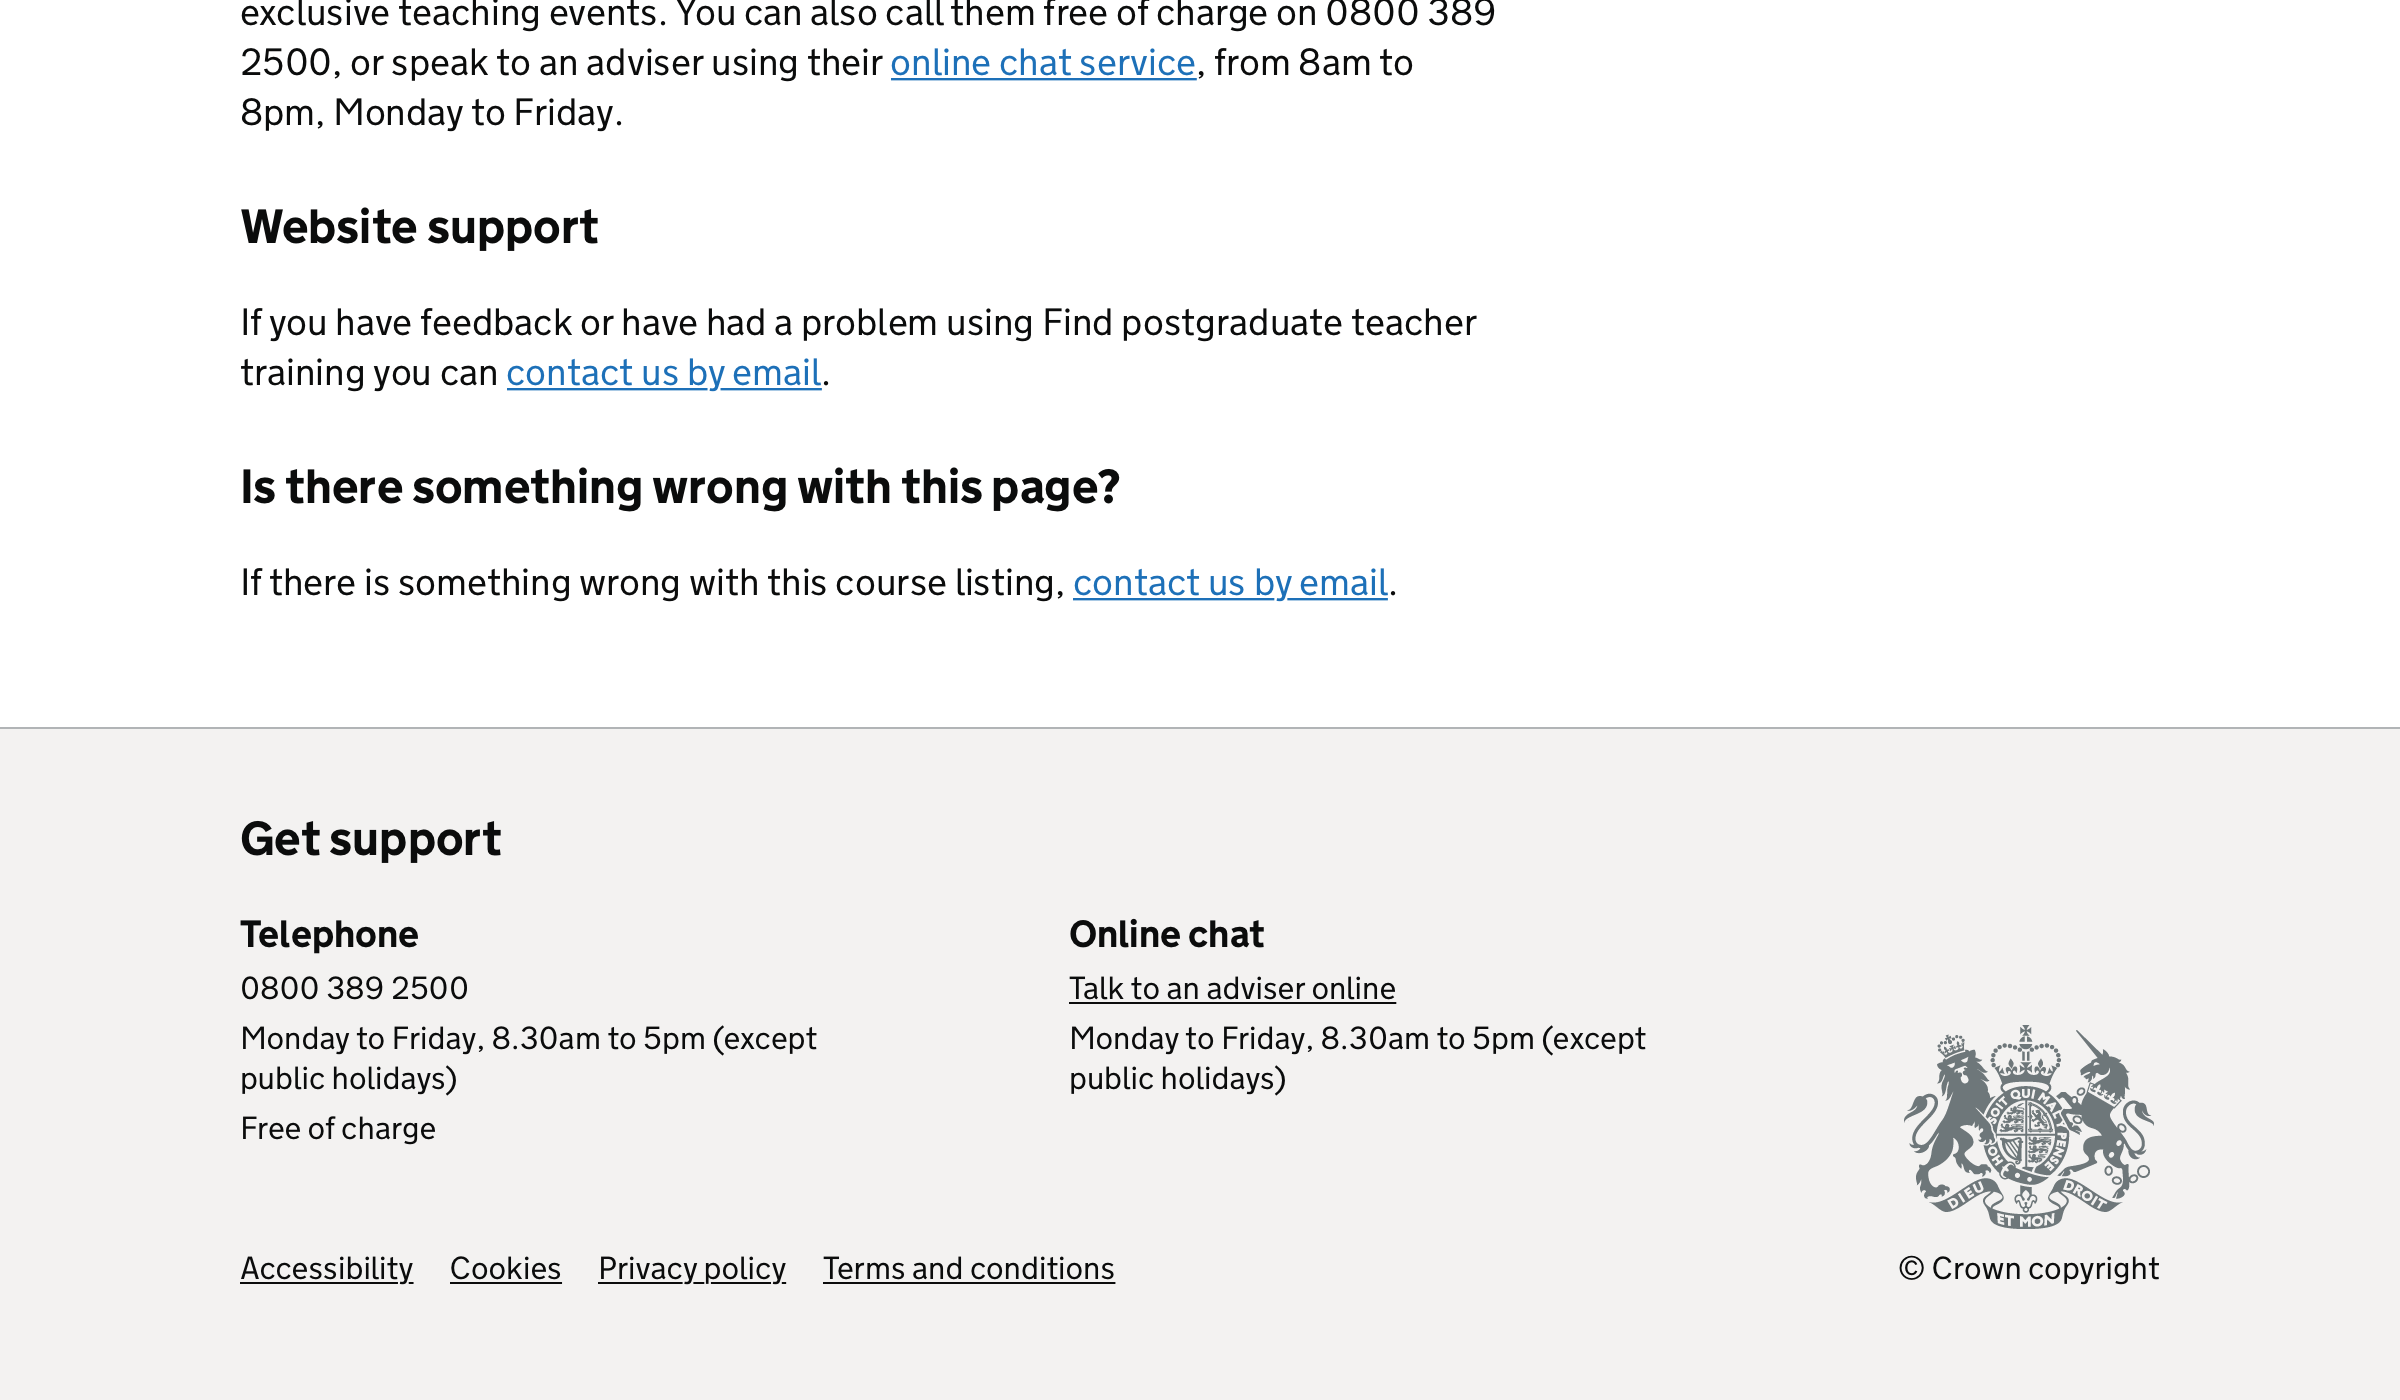 exclusive teaching events. You can also call them free of charge on 0800 389
2500, or speak to an adviser using their online chat service, from 8am to
8pm, Monday to Friday.
Website support
If you have feedback or have had a problem using Find postgraduate teacher
training you can contact us by email.
Is there something wrong with this page?
If there is something wrong with this course listing, contact us by email.
Get support
Telephone
0800 389 2500
Monday to Friday, 8.30am to 5pm (except
public holidays)
Free of charge
Online chat
Talk to an adviser online
Monday to Friday, 8.30am to 5pm (except
public holidays)
SOIT QUI MAL
PENSE
HO
DIEU
ET MON
DROIT
Accessibility Cookies Privacy policy Terms and conditions
© Crown copyright